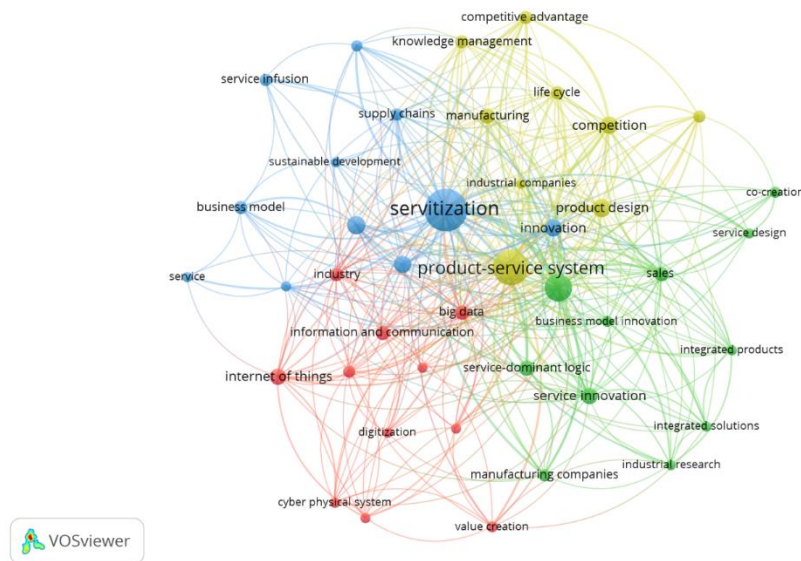 competitive advantage
knowledge management
service infusion
life cycle
supply chains
manufacturing
competition
sustainable development
industrial companies
co-creation
business model
servitization
product design
service design
innovation
service
industry
product-service system
sales
big data
information and communication
business model innovation
integrated products
internet of things
service-dominant logic
service innovation
digitization
integrated solutions
industrial research
manufacturing companies
cyber physical system
value creation
VOSviewer